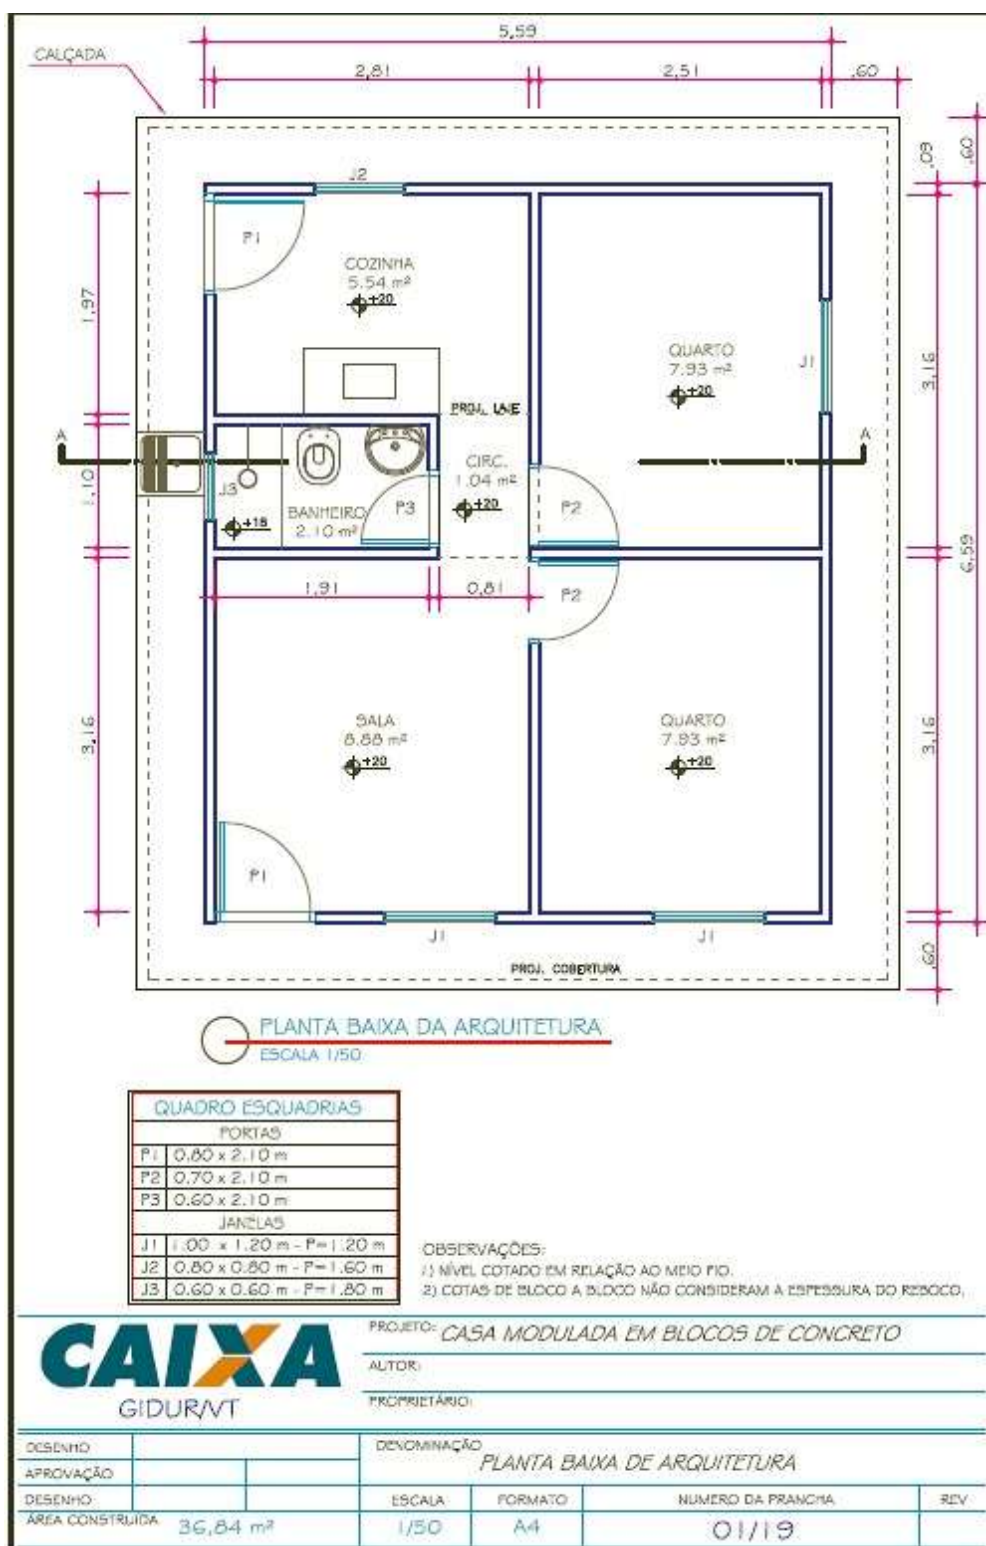 5,59
CALÇADA
2,81
2,51
,60
,09
,60
J2
P1
COZINHA
5.54 m²
+20
1,97
QUARTO
7.93 m²
+20
J1
3,16
PROJ. LAJE
A
A
CIRC.
1.04 m²
+20
J3
1,10
BANHEIRO
2.10 m²
+18
P3
P2
6,59
1,91
0,81
P2
SALA
8.88 m²
+20
QUARTO
7.93 m²
+20
3,16
3,16
P1
J1
J1
,60
PROJ. COBERTURA
PLANTA BAIXA DA ARQUITETURA
ESCALA 1/50
QUADRO ESQUADRIAS
PORTAS
P1 0.80 x 2.10 m
P2 0.70 x 2.10 m
P3 0.60 x 2.10 m
JANELAS
J1 1.00 x 1.20 m - P=1.20 m
J2 0.80 x 0.80 m - P=1.60 m
J3 0.60 x 0.60 m - P=1.80 m
OBSERVAÇÕES:
1) NÍVEL COTADO EM RELAÇÃO AO MEIO FIO.
2) COTAS DE BLOCO A BLOCO NÃO CONSIDERAM A ESPESSURA DO REBOCO.
CAIXA
GIDUR/VT
PROJETO: CASA MODULADA EM BLOCOS DE CONCRETO
AUTOR:
PROPRIETÁRIO:
DESENHO
APROVAÇÃO
DESENHO
DENOMINAÇÃO
PLANTA BAIXA DE ARQUITETURA
ESCALA FORMATO NUMERO DA PRANCHA REV
ÁREA CONSTRUÍDA 36,84 m² 1/50 A4 01/19